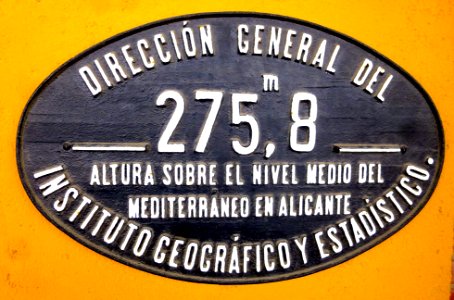 DIRECCIÓN GENERAL DEL
275,8 m
ALTURA SOBRE EL NIVEL MEDIO DEL
MEDITERRÁNEO EN ALICANTE
INSTITUTO GEOGRÁFICO Y ESTADÍSTICO.